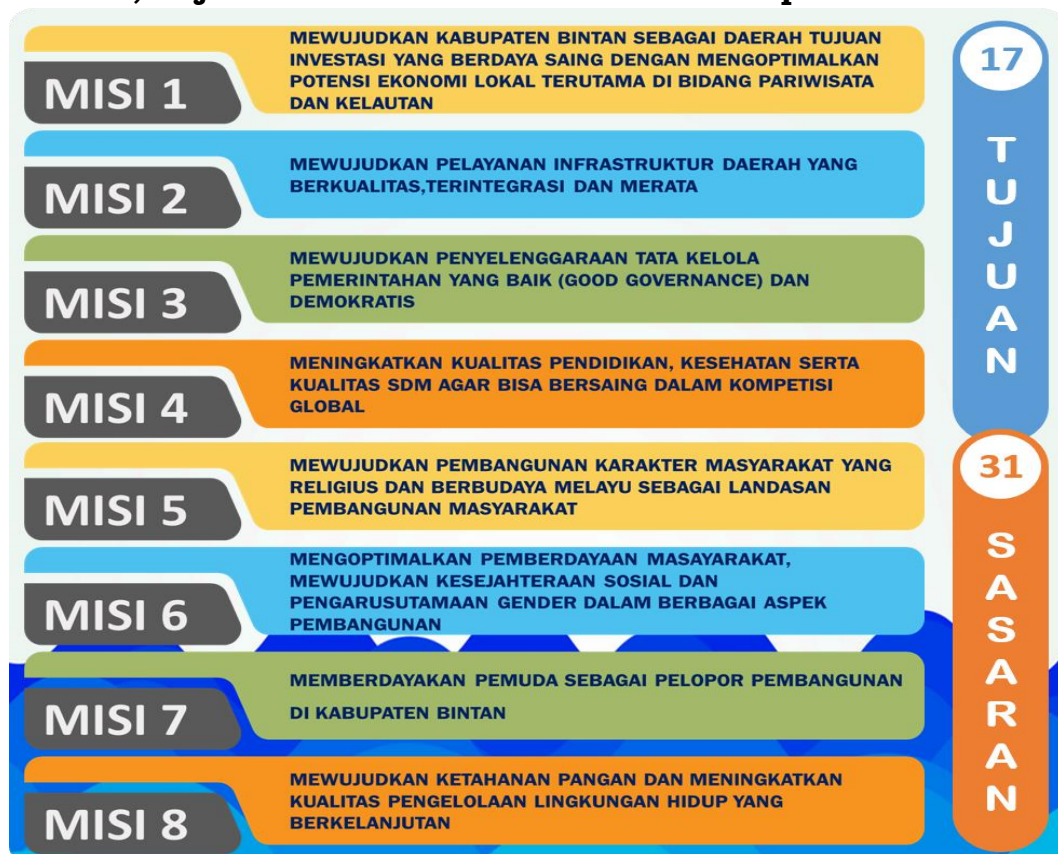 MISI 1
MEWUJUDKAN KABUPATEN BINTAN SEBAGAI DAERAH TUJUAN
INVESTASI YANG BERDAYA SAING DENGAN MENGOPTIMALKAN
POTENSI EKONOMI LOKAL TERUTAMA DI BIDANG PARIWISATA
DAN KELAUTAN
MISI 2
MEWUJUDKAN PELAYANAN INFRASTRUKTUR DAERAH YANG
BERKUALITAS,TERINTEGRASI DAN MERATA
MISI 3
MEWUJUDKAN PENYELENGGARAAN TATA KELOLA
PEMERINTAHAN YANG BAIK (GOOD GOVERNANCE) DAN
DEMOKRATIS
MISI 4
MENINGKATKAN KUALITAS PENDIDIKAN, KESEHATAN SERTA
KUALITAS SDM AGAR BISA BERSAING DALAM KOMPETISI
GLOBAL
MISI 5
MEWUJUDKAN PEMBANGUNAN KARAKTER MASYARAKAT YANG
RELIGIUS DAN BERBUDAYA MELAYU SEBAGAI LANDASAN
PEMBANGUNAN MASYARAKAT
MISI 6
MENGOPTIMALKAN PEMBERDAYAAN MASAYARAKAT,
MEWUJUDKAN KESEJAHTERAAN SOSIAL DAN
PENGARUSUTAMAAN GENDER DALAM BERBAGAI ASPEK
PEMBANGUNAN
MISI 7
MEMBERDAYAKAN PEMUDA SEBAGAI PELOPOR PEMBANGUNAN
DI KABUPATEN BINTAN
MISI 8
MEWUJUDKAN KETAHANAN PANGAN DAN MENINGKATKAN
KUALITAS PENGELOLAAN LINGKUNGAN HIDUP YANG
BERKELANJUTAN
17
TUJUAN
31
SASARAN